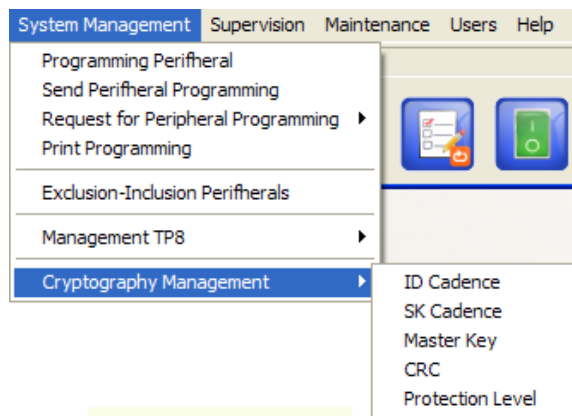 System Management Supervision Maintenance Users Help
Programming Perifheral
Send Perifheral Programming
Request for Peripheral Programming
Print Programming
Exclusion-Inclusion Perifherals
Management TP8
Cryptography Management
ID Cadence
SK Cadence
Master Key
CRC
Protection Level